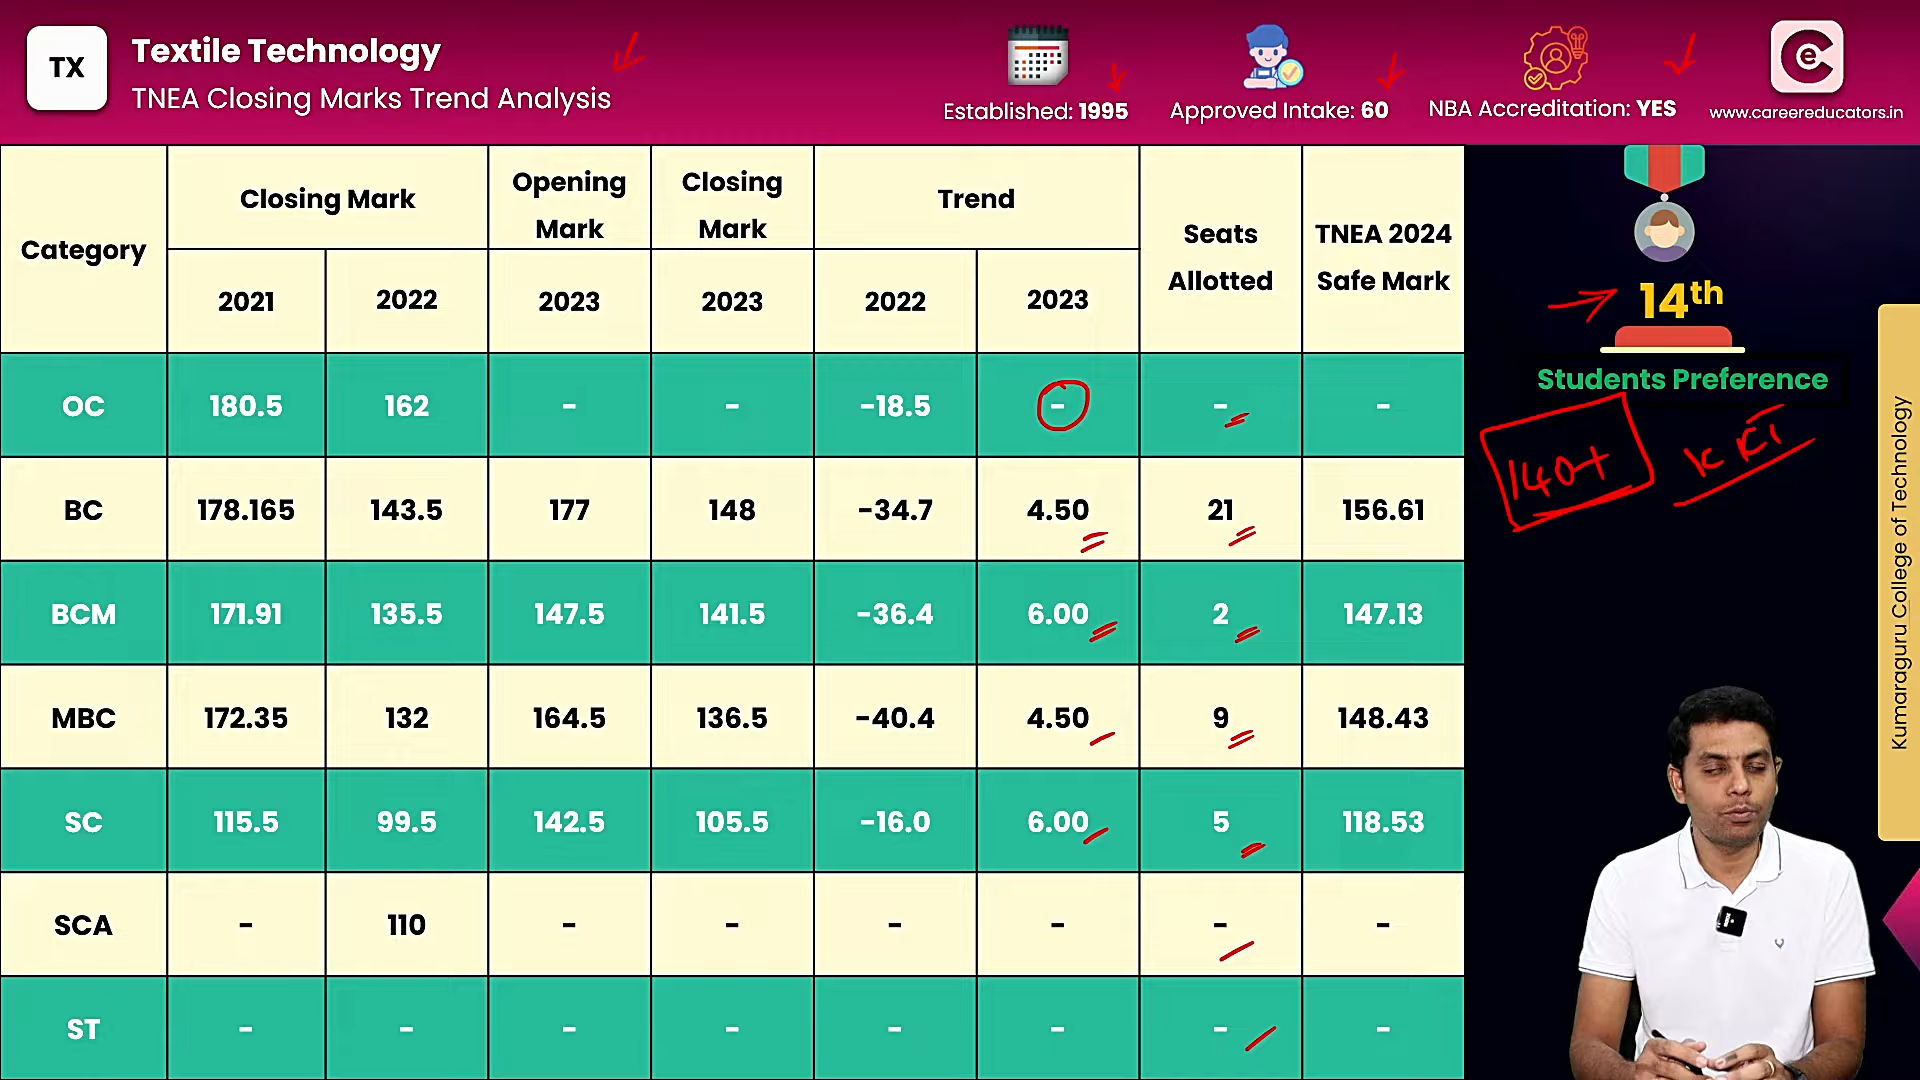 TX
Textile Technology
TNEA Closing Marks Trend Analysis
Established: 1995
Approved Intake: 60
NBA Accreditation: YES
e
www.careereducators.in
Category
Closing Mark
Opening Mark
Closing Mark
Trend
Seats Allotted
TNEA 2024 Safe Mark
2021 2022 2023 2023 2022 2023
OC 180.5 162 - - -18.5 - - -
BC 178.165 143.5 177 148 -34.7 4.50 21 156.61
BCM 171.91 135.5 147.5 141.5 -36.4 6.00 2 147.13
MBC 172.35 132 164.5 136.5 -40.4 4.50 9 148.43
SC 115.5 99.5 142.5 105.5 -16.0 6.00 5 118.53
SCA - 110 - - - - - -
ST - - - - - - - -
14th
Students Preference
140+
Kumaraguru College of Technology